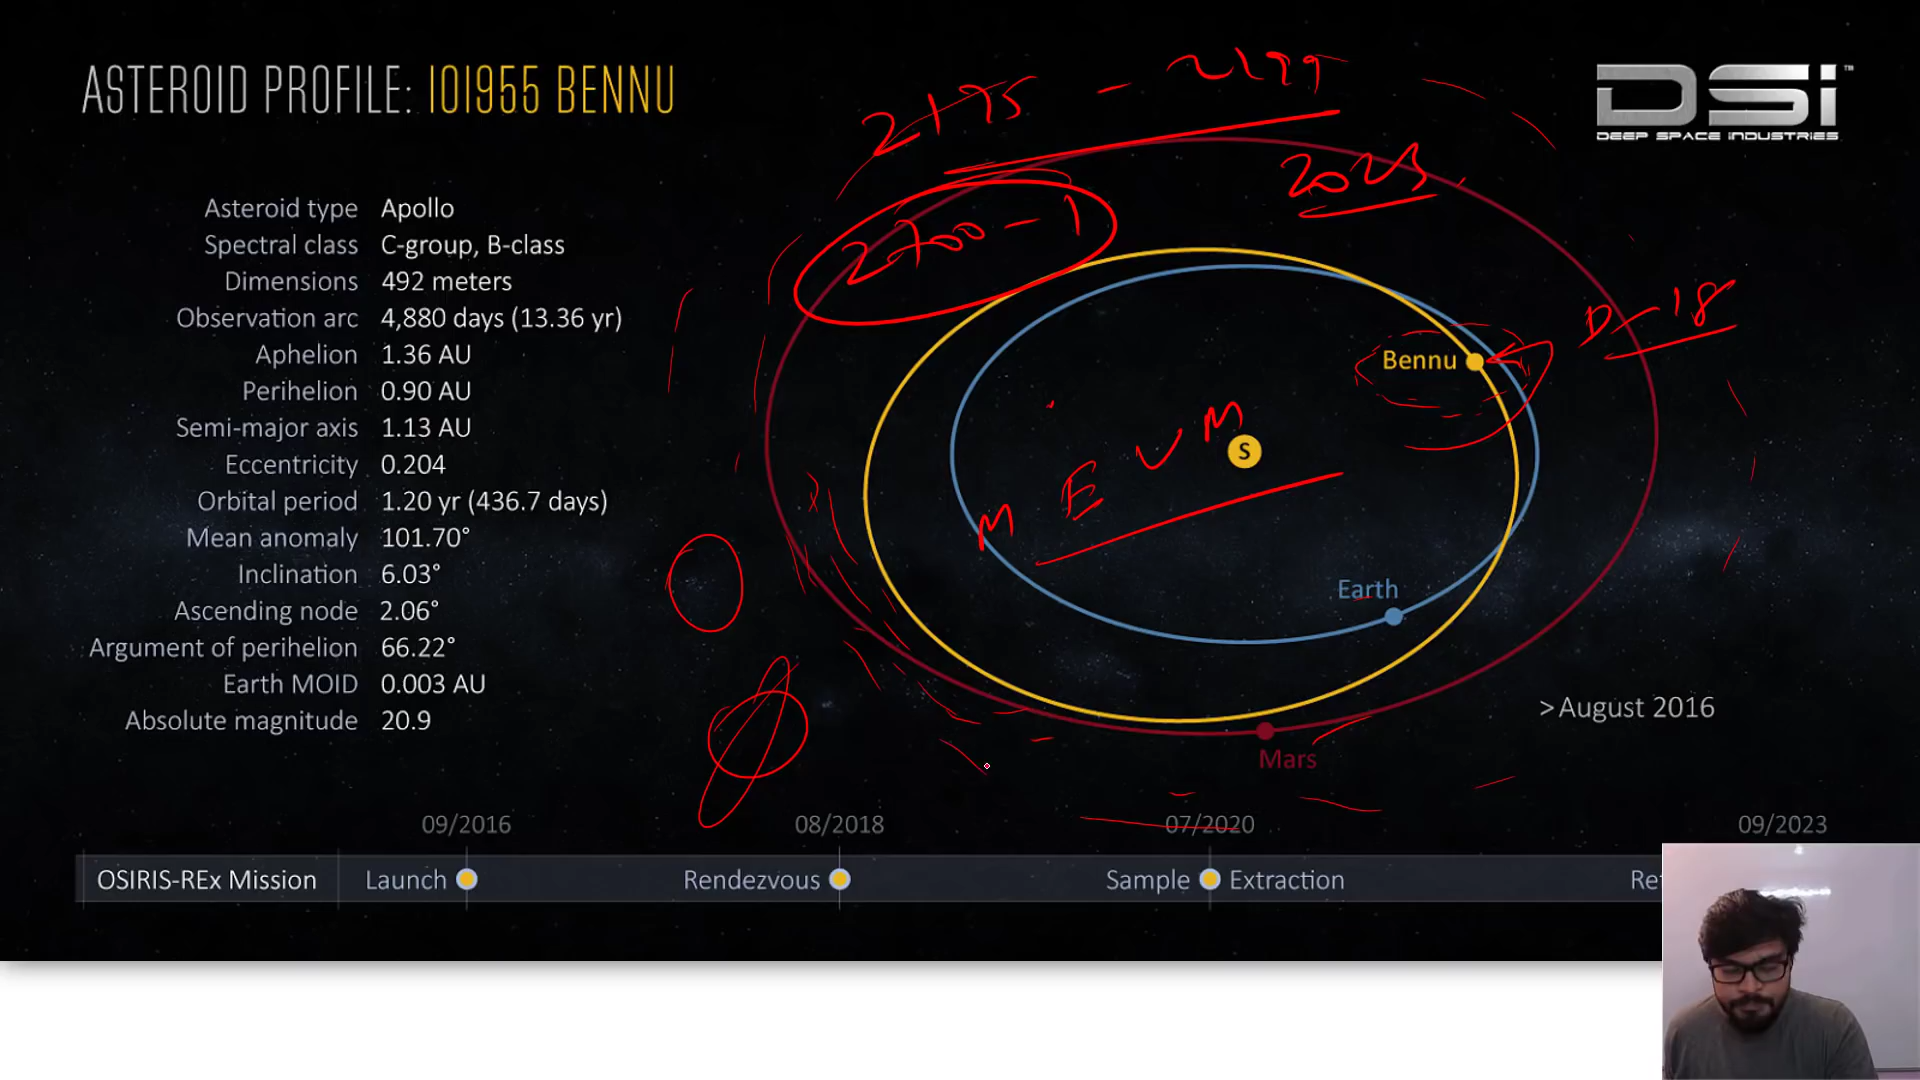 ASTEROID PROFILE: 101955 BENNU
DSI ™
DEEP SPACE INDUSTRIES
2175 - 2199
2023
2700 - 1
D - 18
Asteroid type Apollo
Spectral class C-group, B-class
Dimensions 492 meters
Observation arc 4,880 days (13.36 yr)
Aphelion 1.36 AU
Perihelion 0.90 AU
Semi-major axis 1.13 AU
Eccentricity 0.204
Orbital period 1.20 yr (436.7 days)
Mean anomaly 101.70°
Inclination 6.03°
Ascending node 2.06°
Argument of perihelion 66.22°
Earth MOID 0.003 AU
Absolute magnitude 20.9
Bennu
S
M E V M
Earth
Mars
>August 2016
09/2016 08/2018 07/2020 09/2023
OSIRIS-REx Mission Launch Rendezvous Sample Extraction Re